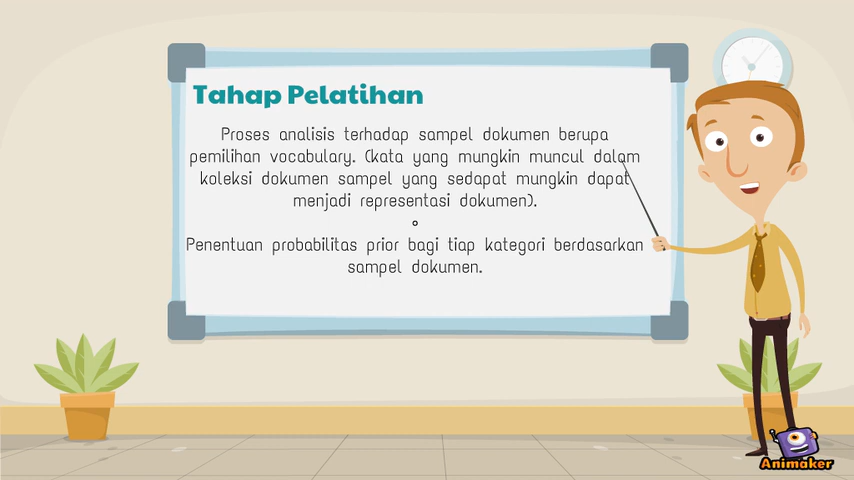 Tahap Pelatihan
Proses analisis terhadap sampel dokumen berupa
pemilihan vocabulary. (kata yang mungkin muncul dalam
koleksi dokumen sampel yang sedapat mungkin dapat
menjadi representasi dokumen).
Penentuan probabilitas prior bagi tiap kategori berdasarkan
sampel dokumen.
Animaker